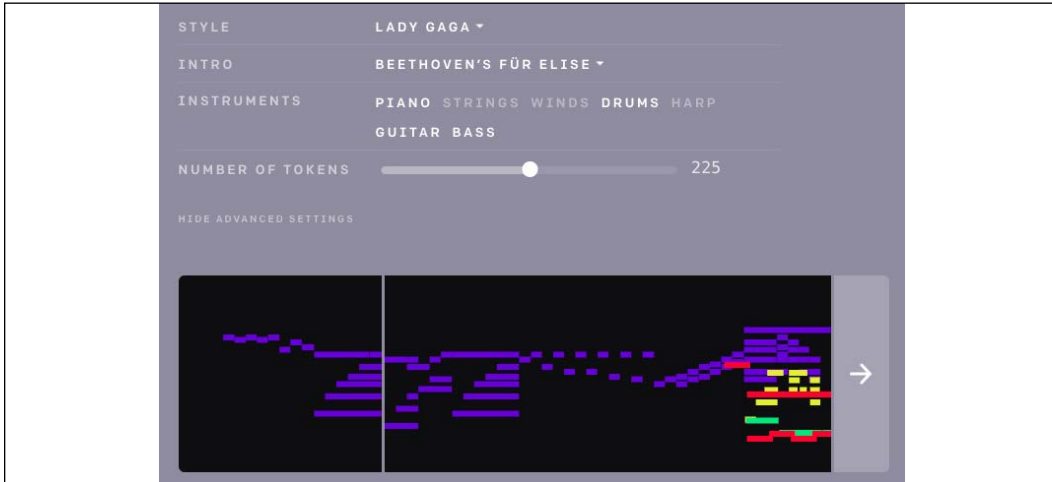 STYLE LADY GAGA
INTRO BEETHOVEN'S FÜR ELISE
INSTRUMENTS PIANO STRINGS WINDS DRUMS HARP
GUITAR BASS
NUMBER OF TOKENS 225
HIDE ADVANCED SETTINGS